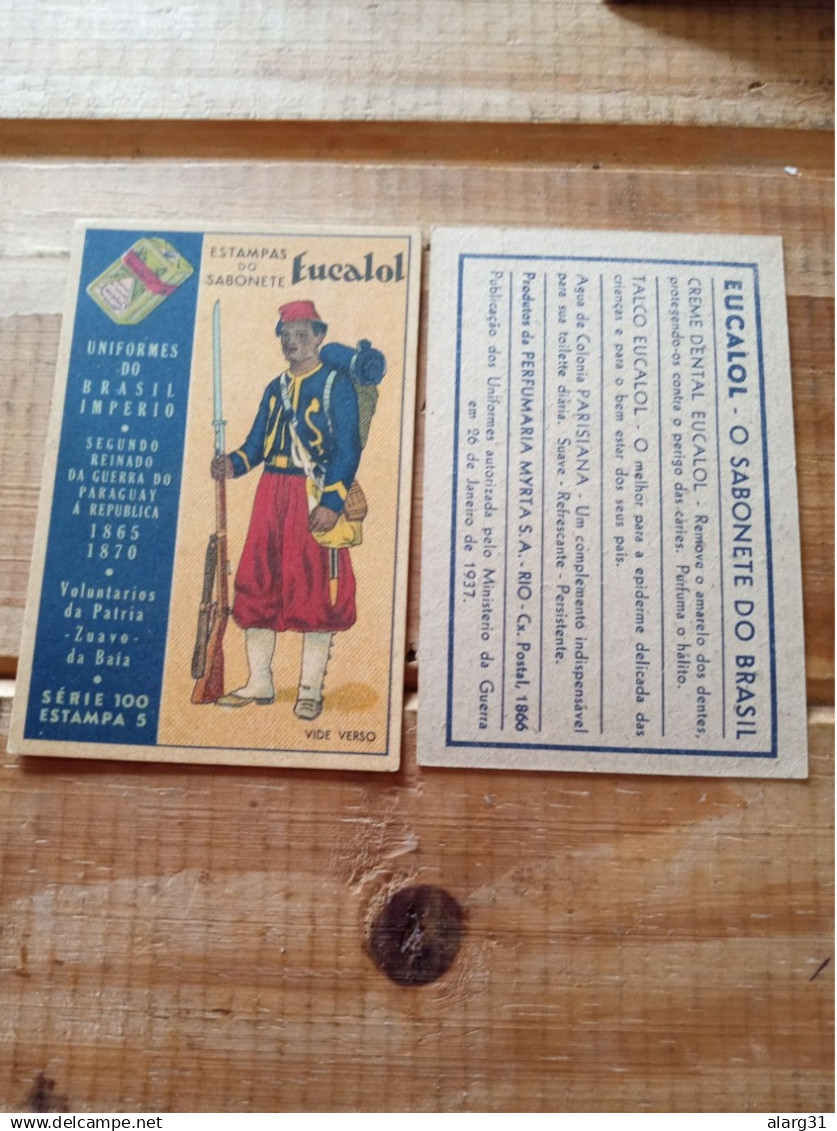 ESTAMPAS
DO
SABONETE
Eucalol
UNIFORMES
DO
BRASIL
IMPERIO
SEGUNDO
REINADO
DA GUERRA DO
PARAGUAY
Á REPUBLICA
1865
1870
Voluntarios
da Patria
-Zuavo-
da Baía
SÉRIE 100
ESTAMPA 5
VIDE VERSO
EUCALOL - O SABONETE DO BRASIL
CREME DENTAL EUCALOL - Remove o amarelo dos dentes,
protegendo-os contra o perigo das cáries. Purfuma o hálito.
TALCO EUCALOL - O melhor para a epiderme delicada das
crianças e para o bem estar dos seus pais.
Agua de Colonia PARISIANA - Um complemento indispensável
para sua toilette diária. Suave - Refrescante - Persistente.
Produtos da PERFUMARIA MYRTA S.A. - RIO - Cx. Postal, 1866
Publicação dos Uniformes autorizada pelo Ministerio da Guerra
em 26 de Janeiro de 1937.
delcampe.net
alarg31